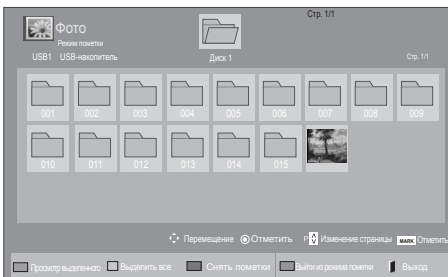 Стр. 1/1
Фото
Режим пометки
USB1 USB-накопитель Диск 1 Стр. 1/1
001 002 003 004 005 006 007 008 009
010 011 012 013 014 015
Перемещение Отметить P Изменение страницы MARK Отметить
Просмотр выделенного Выделить все Снять пометки Выйти из режима пометки Выход